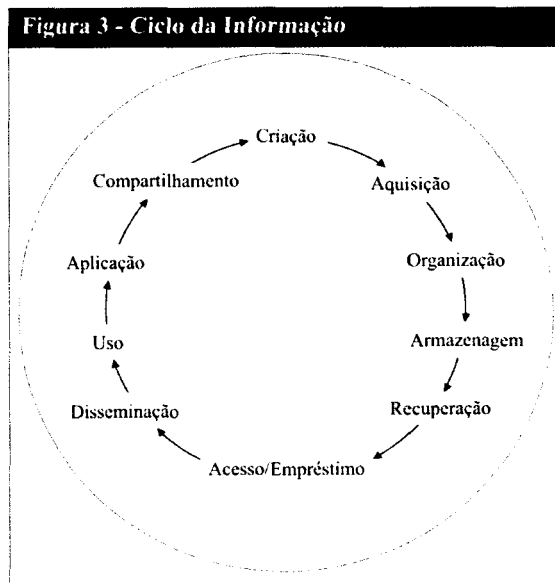 Figura 3 - Ciclo da Informação
Criação
Aquisição
Organização
Armazenagem
Recuperação
Acesso/Empréstimo
Disseminação
Uso
Aplicação
Compartilhamento